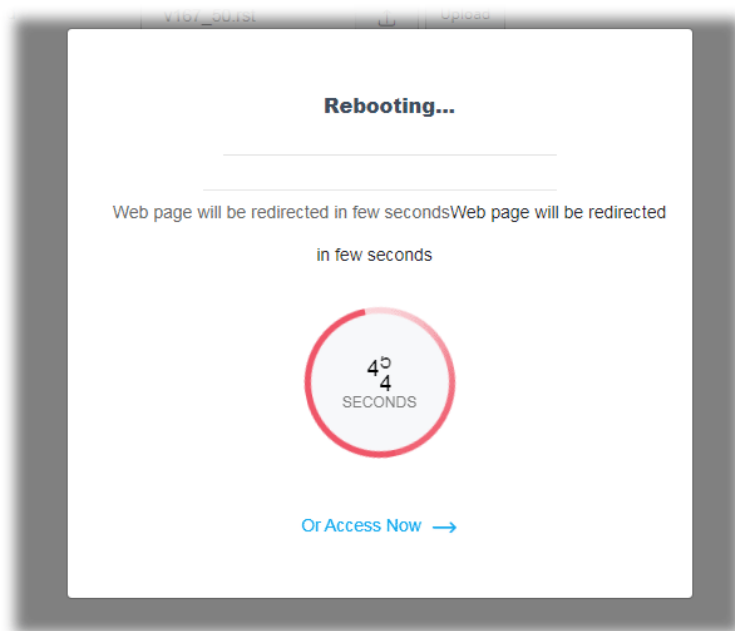 V167_50.rst
Upload
Rebooting...
Web page will be redirected in few secondsWeb page will be redirected
in few seconds
4
4
SECONDS
Or Access Now